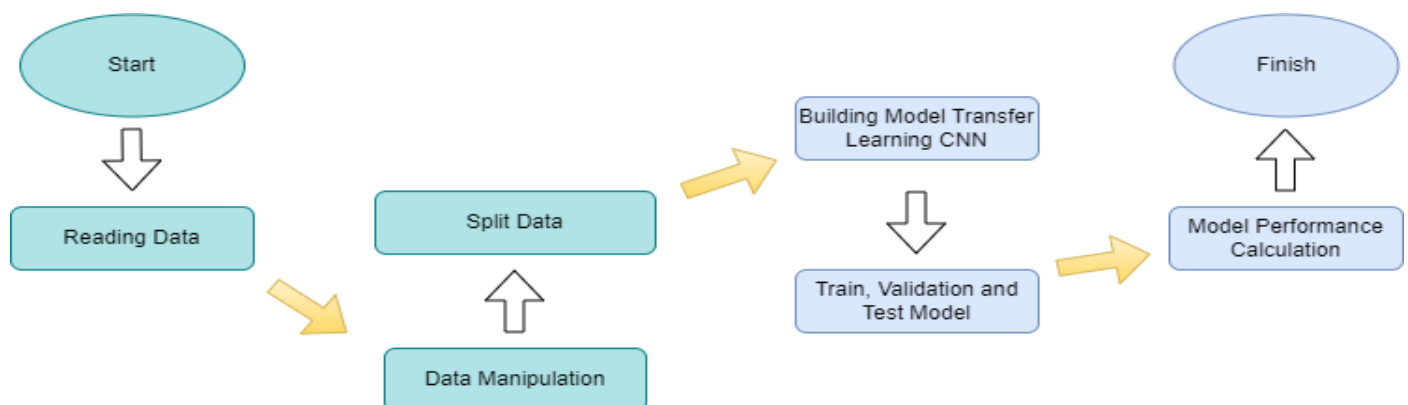 Start
Reading Data
Data Manipulation
Split Data
Building Model Transfer
Learning CNN
Train, Validation and
Test Model
Model Performance
Calculation
Finish